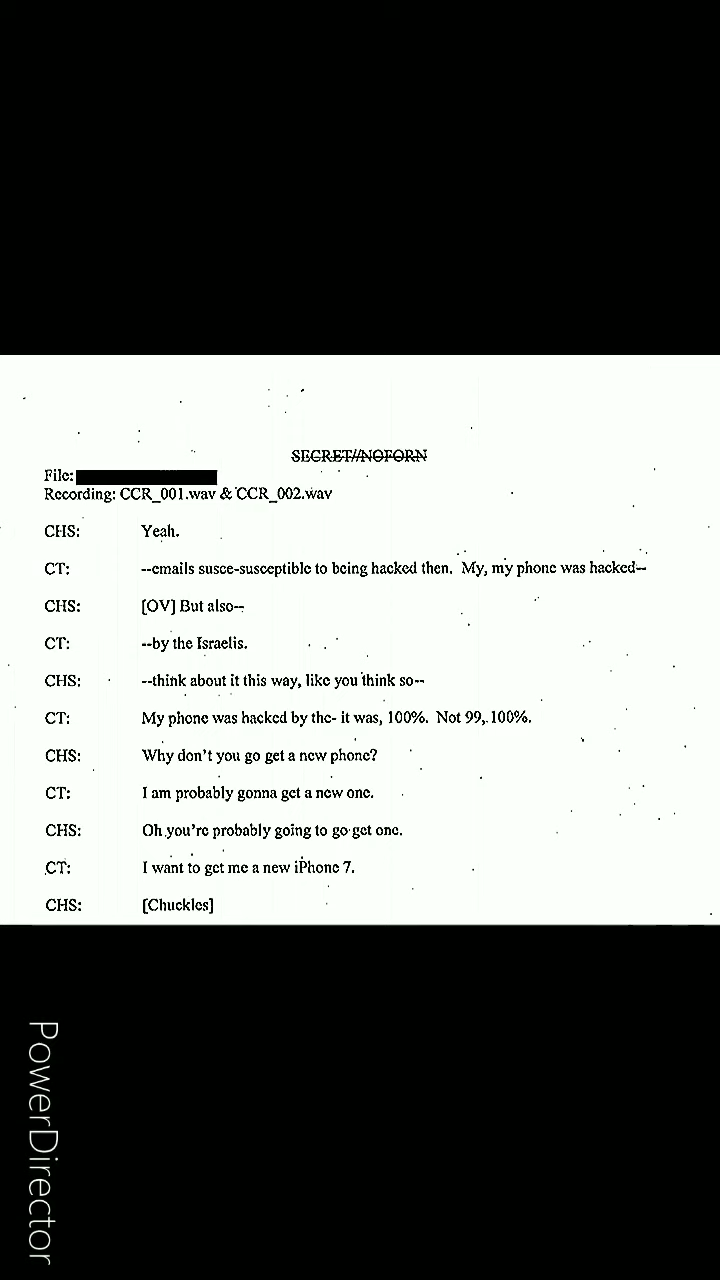 SECRET//NOFORN
File:
Recording: CCR_001.wav & CCR_002.wav
CHS: Yeah.
CT: --emails susce-susceptible to being hacked then. My, my phone was hacked--
CHS: [OV] But also--
CT: --by the Israelis.
CHS: --think about it this way, like you think so--
CT: My phone was hacked by the- it was, 100%. Not 99, 100%.
CHS: Why don't you go get a new phone?
CT: I am probably gonna get a new one.
CHS: Oh you're probably going to go get one.
CT: I want to get me a new iPhone 7.
CHS: [Chuckles]
PowerDirector